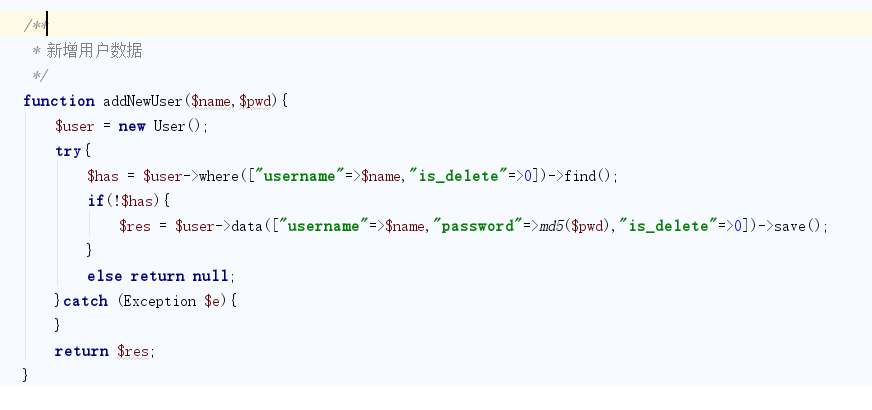 /**
 * 新增用户数据
 */
function addNewUser($name,$pwd){
    $user = new User();
    try{
        $has = $user->where(["username"=>$name,"is_delete"=>0])->find();
        if(!$has){
            $res = $user->data(["username"=>$name,"password"=>md5($pwd),"is_delete"=>0])->save();
        }
        else return null;
    }catch (Exception $e){
    }
    return $res;
}